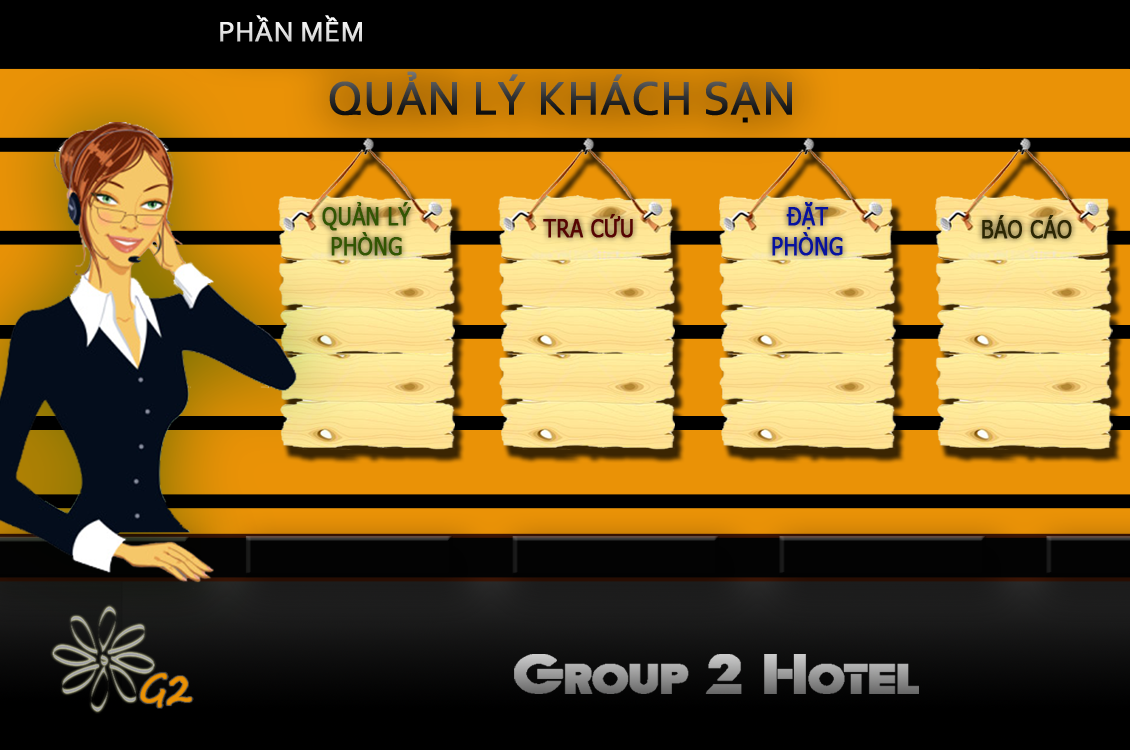 PHẦN MỀM
QUẢN LÝ KHÁCH SẠN
QUẢN LÝ
PHÒNG
TRA CỨU
ĐẶT
PHÒNG
BÁO CÁO
G2
GROUP 2 HOTEL